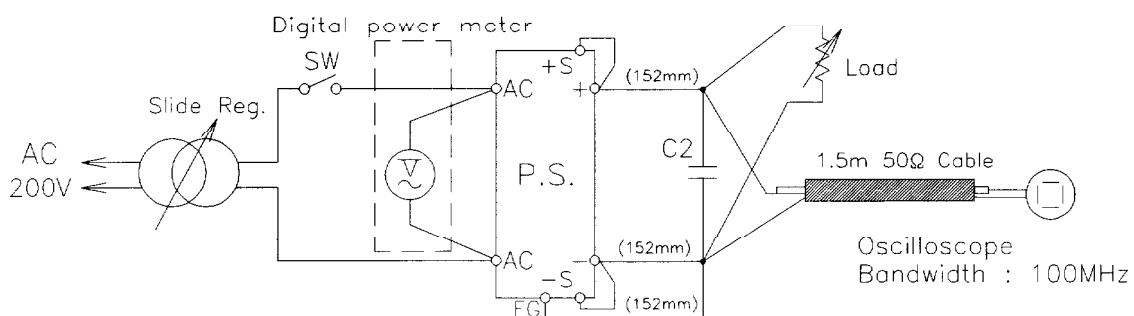 Digital power meter
SW
Slide Reg.
AC
200V
V
AC
AC
+S
+
P.S.
-
-S
FG
(152mm)
(152mm)
(152mm)
C2
Load
1.5m 50Ω Cable
Oscilloscope
Bandwidth : 100MHz